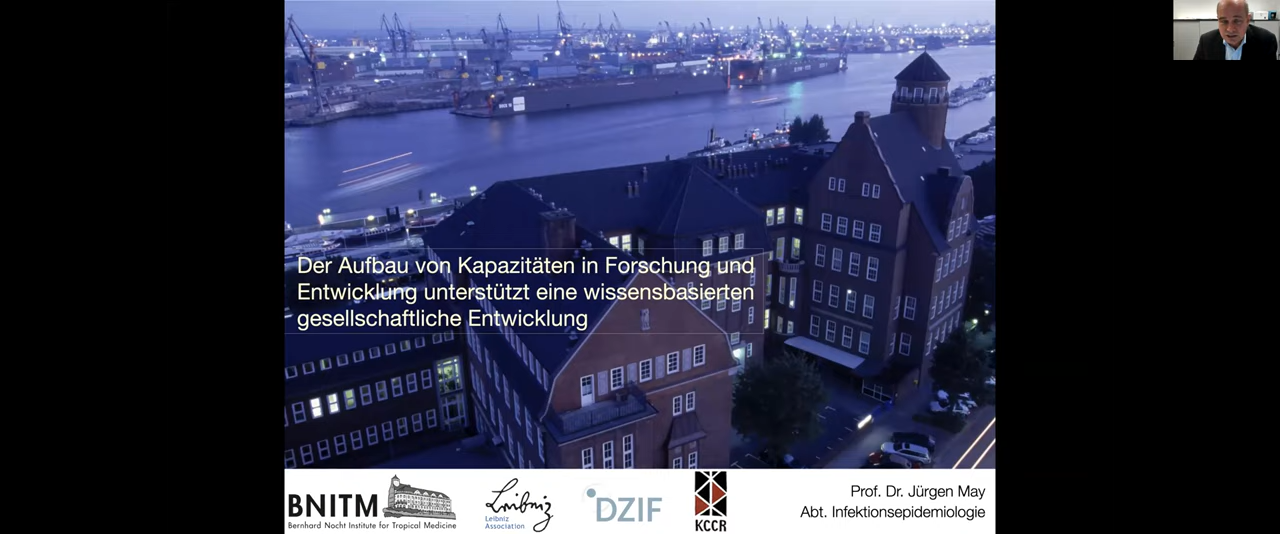 Der Aufbau von Kapazitäten in Forschung und
Entwicklung unterstützt eine wissensbasierten
gesellschaftliche Entwicklung
BNITM
Bernhard Nocht Institute for Tropical Medicine
Leibniz
Leibniz
Association
DZIF
KCCR
Prof. Dr. Jürgen May
Abt. Infektionsepidemiologie